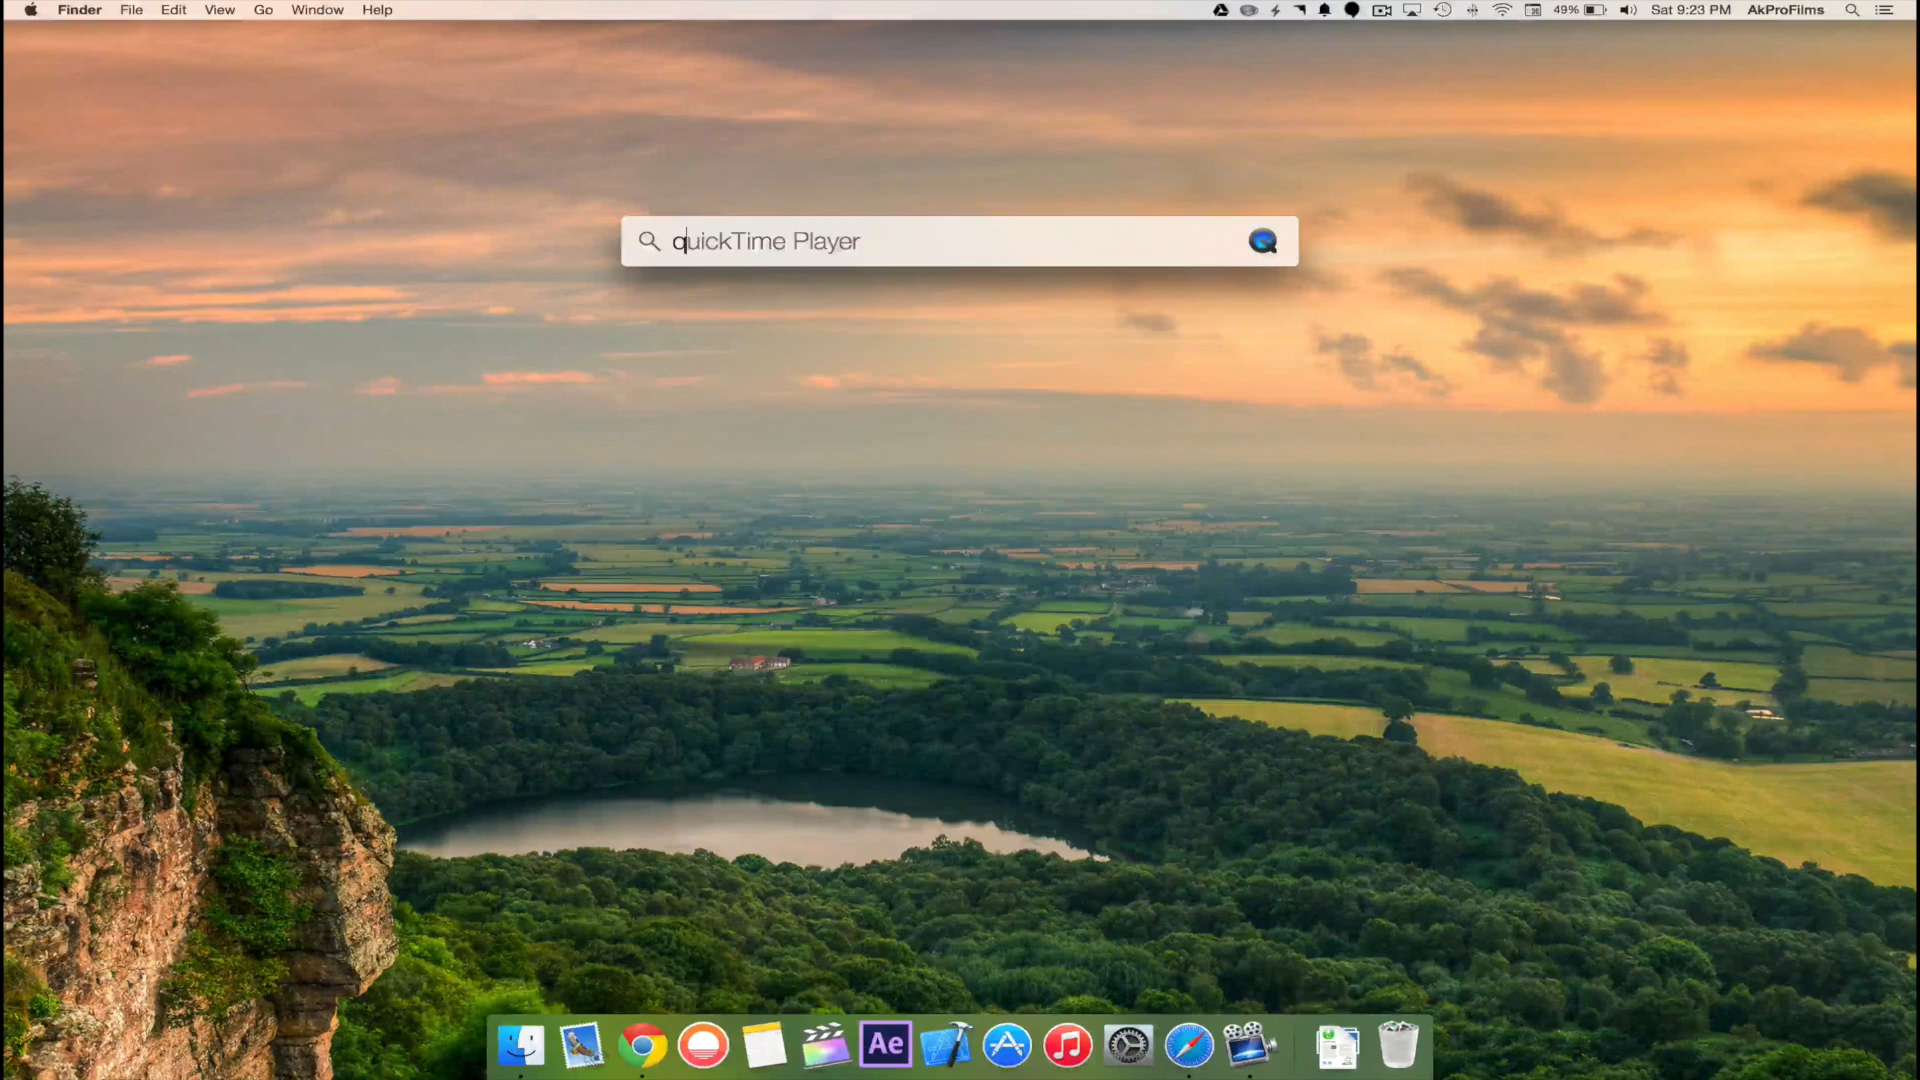 Finder File Edit View Go Window Help 49% Sat 9:23 PM AkProFilms
quickTime Player
Ae